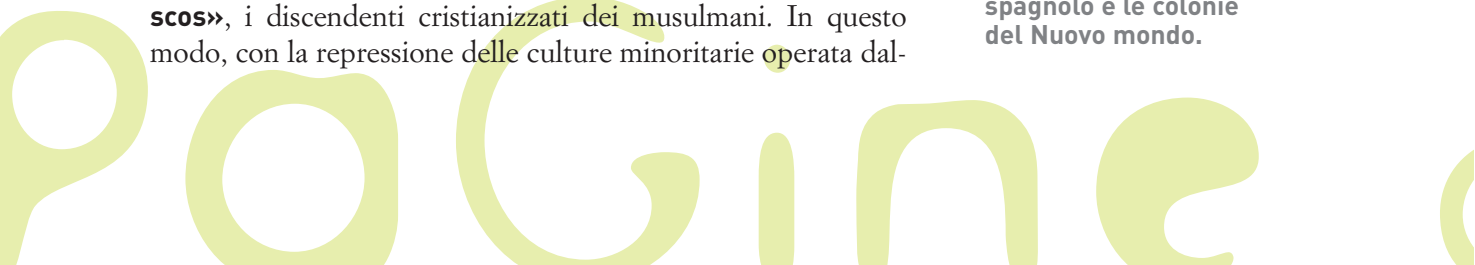 scos», i discendenti cristianizzati dei musulmani. In questo
modo, con la repressione delle culture minoritarie operata dal-
spagnolo e le colonie
del Nuovo mondo.
PaGine